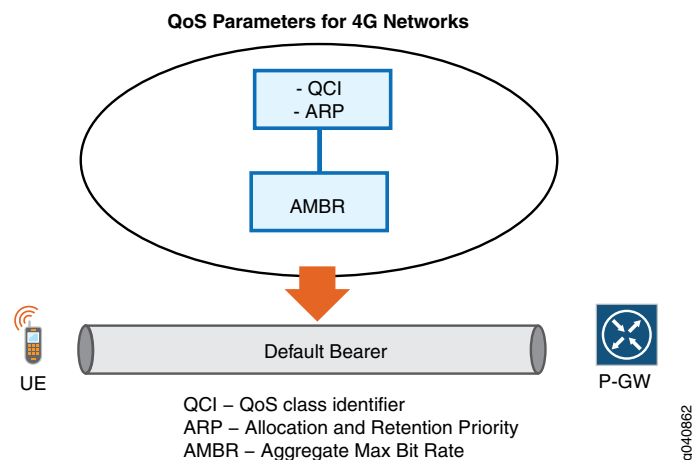 QoS Parameters for 4G Networks
- QCI
- ARP
AMBR
Default Bearer
UE
P-GW
QCI – QoS class identifier
ARP – Allocation and Retention Priority
AMBR – Aggregate Max Bit Rate
g040862